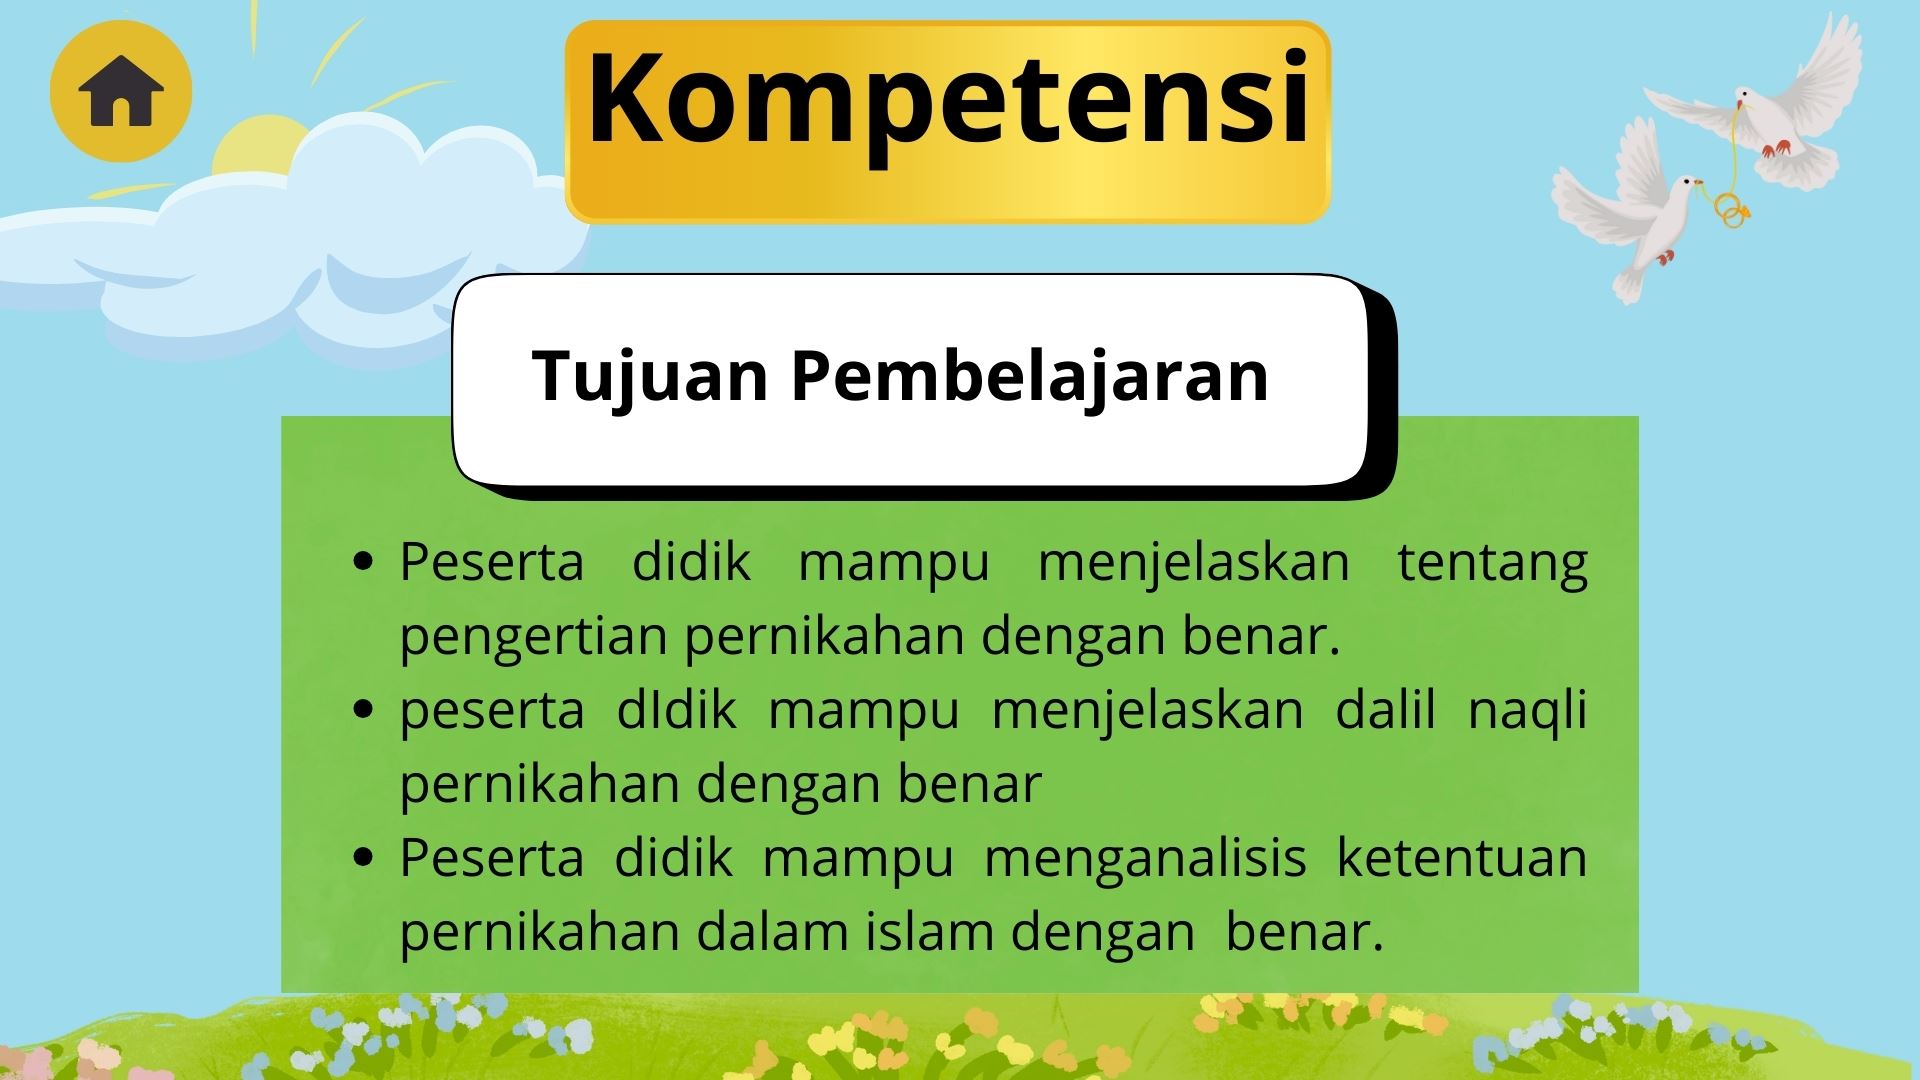 Kompetensi
Tujuan Pembelajaran
• Peserta didik mampu menjelaskan tentang
pengertian pernikahan dengan benar.
• peserta dIdik mampu menjelaskan dalil naqli
pernikahan dengan benar
• Peserta didik mampu menganalisis ketentuan
pernikahan dalam islam dengan  benar.